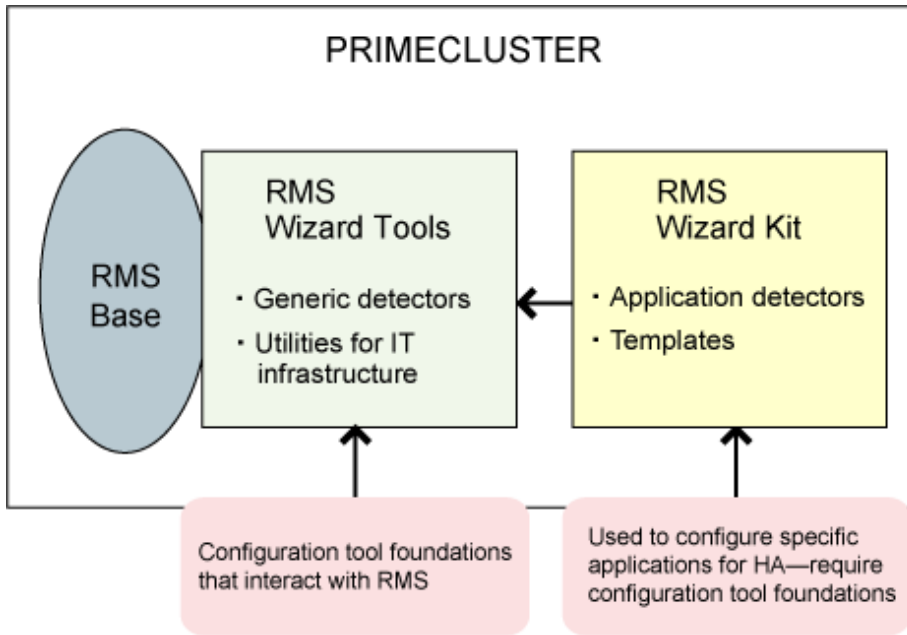 PRIMECLUSTER
RMS
Base
RMS
Wizard Tools
・Generic detectors
・Utilities for IT
infrastructure
RMS
Wizard Kit
・Application detectors
・Templates
Configuration tool foundations
that interact with RMS
Used to configure specific
applications for HA—require
configuration tool foundations